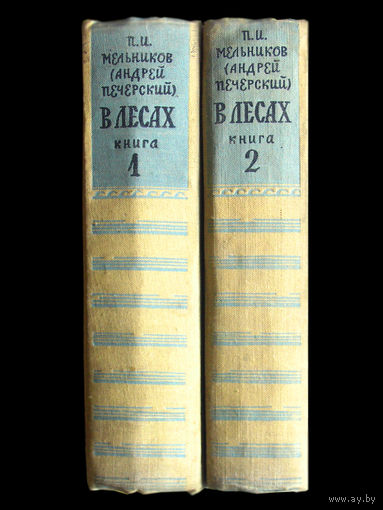 П.И.
МЕЛЬНИКОВ
(АНДРЕЙ
ПЕЧЕРСКИЙ)
В ЛЕСАХ
КНИГА
1
П.И.
МЕЛЬНИКОВ
(АНДРЕЙ
ПЕЧЕРСКИЙ)
В ЛЕСАХ
КНИГА
2
www.ay.by